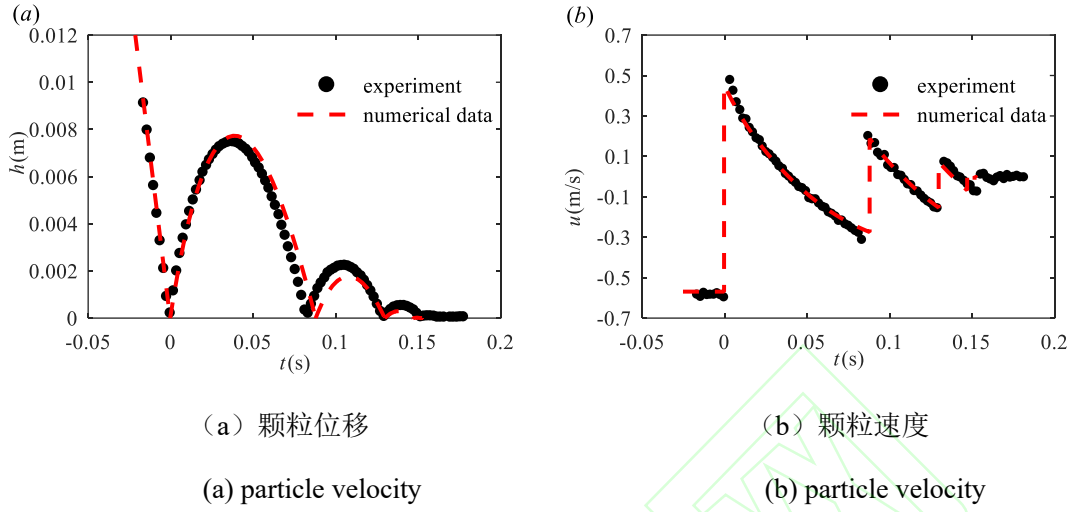 (a)
0.012
0.01
0.008
0.006
0.004
0.002
0
h(m)
experiment
numerical data
-0.05
0
0.05
0.1
0.15
0.2
t(s)
(b)
0.7
0.5
0.3
0.1
-0.1
-0.3
-0.5
-0.7
u(m/s)
experiment
numerical data
-0.05
0
0.05
0.1
0.15
0.2
t(s)
（a）颗粒位移
（b）颗粒速度
(a) particle velocity
(b) particle velocity